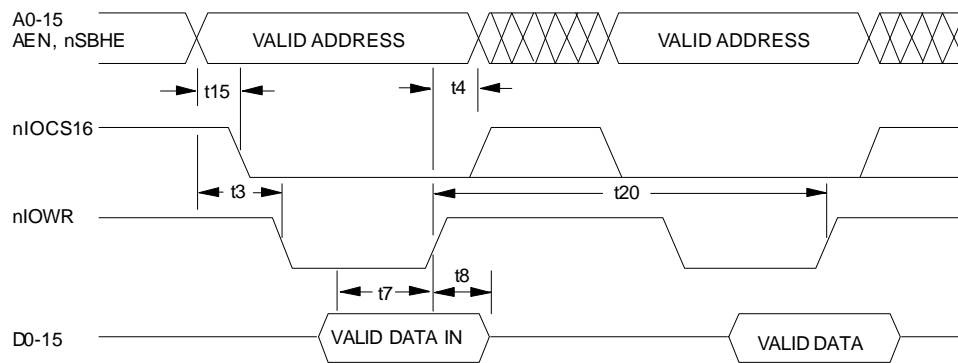 A0-15
AEN, nSBHE
VALID ADDRESS
VALID ADDRESS
t15
t4
nIOCS16
t3
t20
nIOWR
t7
t8
D0-15
VALID DATA IN
VALID DATA